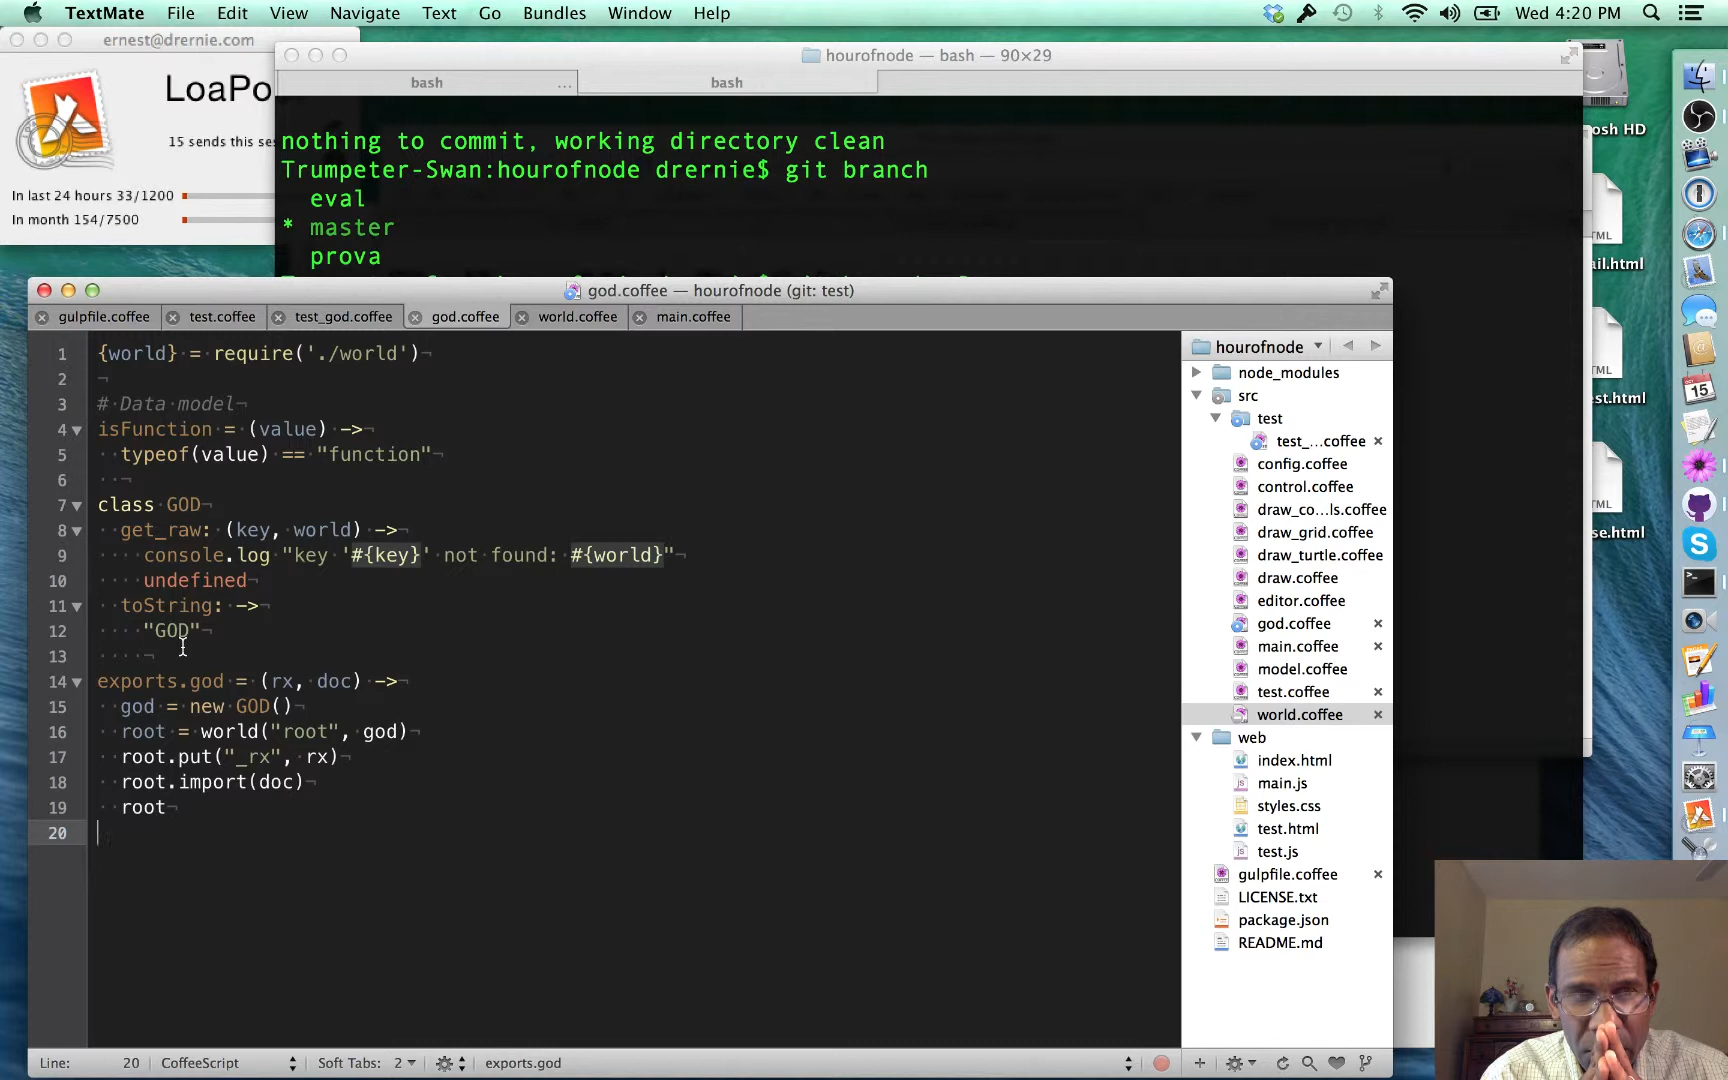 TextMate File Edit View Navigate Text Go Bundles Window Help Wed 4:20 PM
ernest@drernie.com
LoaPo
15 sends this ses
In last 24 hours 33/1200
In month 154/7500
hourofnode — bash — 90×29
bash ... bash
nothing to commit, working directory clean
Trumpeter-Swan:hourofnode drernie$ git branch
eval
* master
prova
osh HD
TML
ail.html
TML
est.html
TML
se.html
god.coffee — hourofnode (git: test)
gulpfile.coffee test.coffee test_god.coffee god.coffee world.coffee main.coffee
1 {world} = require('./world')¬
2 ¬
3 # Data model¬
4 isFunction = (value) ->¬
5 typeof(value) == "function"¬
6 ¬
7 class GOD¬
8 get_raw: (key, world) ->¬
9 console.log "key '#{key}' not found: #{world}"¬
10 undefined¬
11 toString: ->¬
12 "GOD"¬
13 ¬
14 exports.god = (rx, doc) ->¬
15 god = new GOD()¬
16 root = world("root", god)¬
17 root.put("_rx", rx)¬
18 root.import(doc)¬
19 root¬
20
hourofnode
node_modules
src
test
test_...coffee
config.coffee
control.coffee
draw_co...ls.coffee
draw_grid.coffee
draw_turtle.coffee
draw.coffee
editor.coffee
god.coffee
main.coffee
model.coffee
test.coffee
world.coffee
web
index.html
main.js
styles.css
test.html
test.js
gulpfile.coffee
LICENSE.txt
package.json
README.md
Line: 20 CoffeeScript Soft Tabs: 2 exports.god